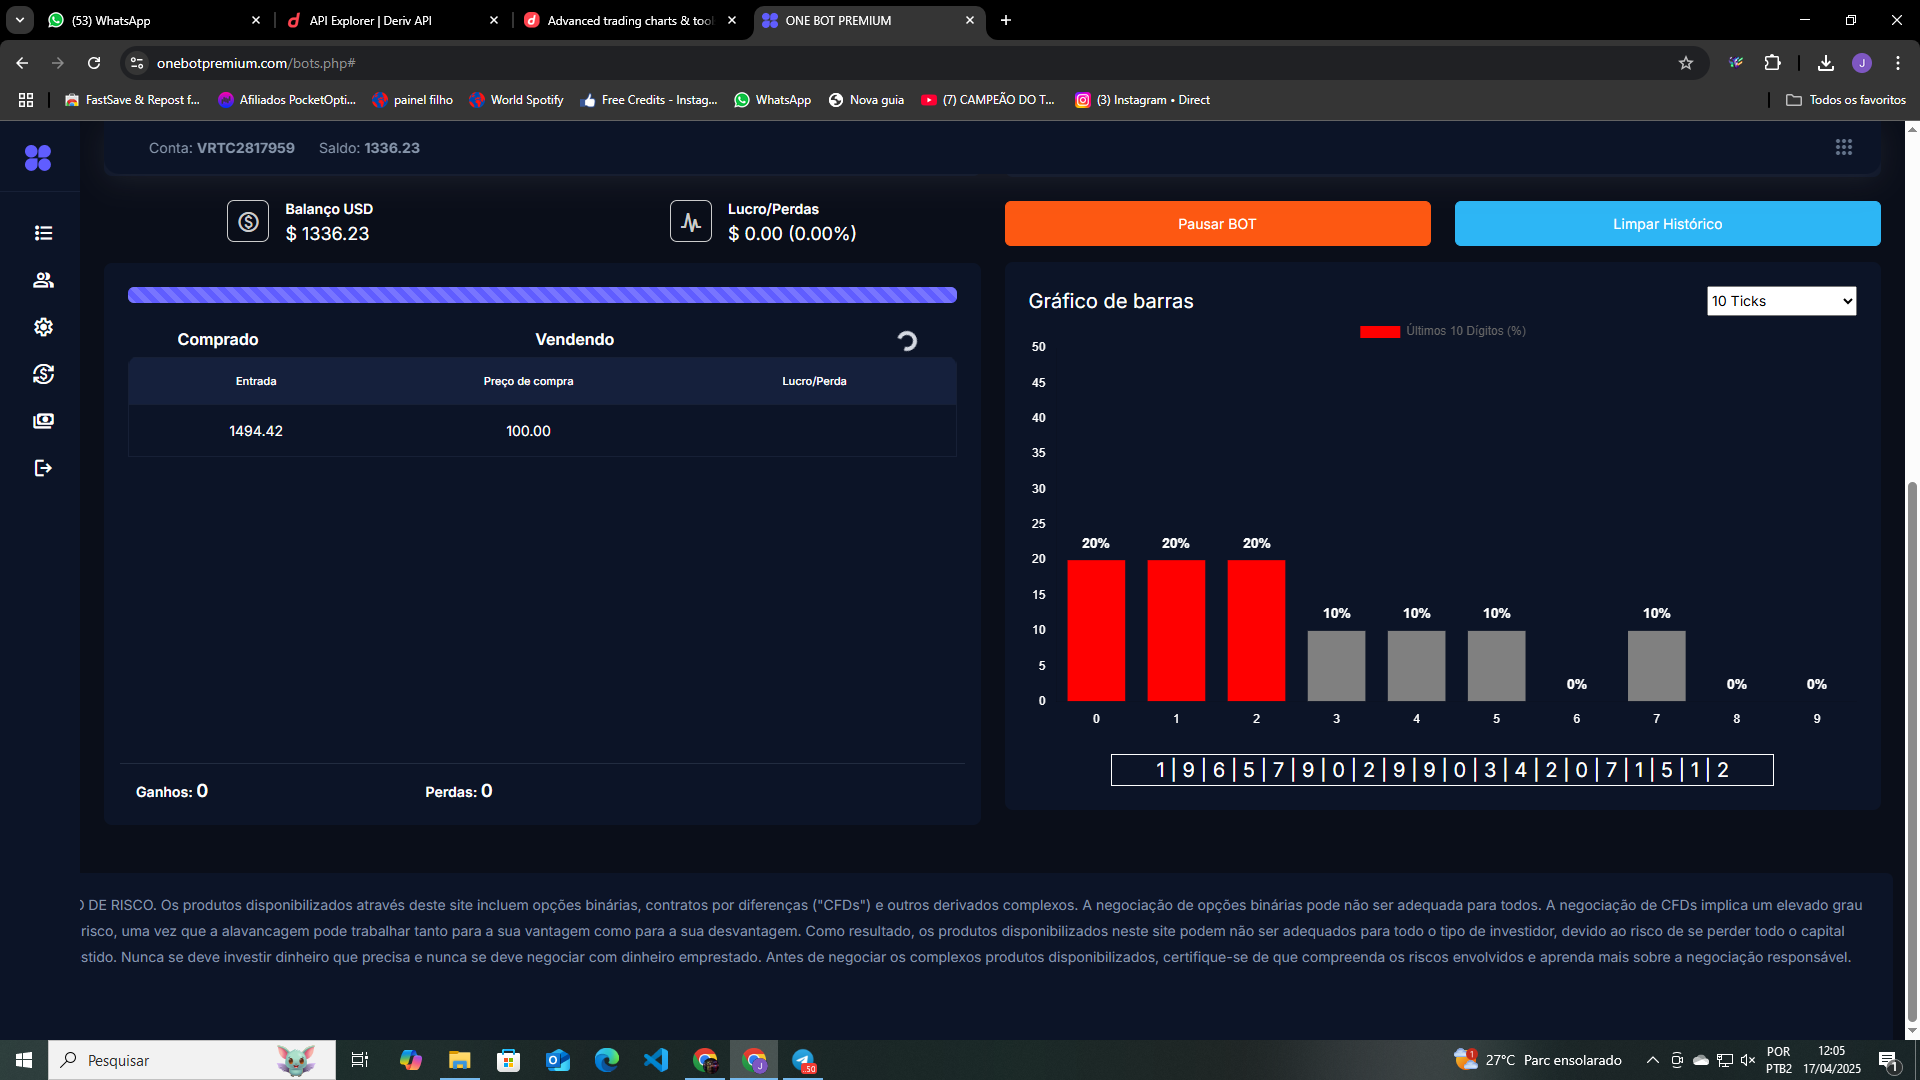 (53) WhatsApp
API Explorer | Deriv API
Advanced trading charts & tool
ONE BOT PREMIUM
onebotpremium.com/bots.php#
J
FastSave & Repost f...
Afiliados PocketOpti...
painel filho
World Spotify
Free Credits - Instag...
WhatsApp
Nova guia
(7) CAMPEÃO DO T...
(3) Instagram • Direct
Todos os favoritos
Conta: VRTC2817959 Saldo: 1336.23
Balanço USD
$ 1336.23
Lucro/Perdas
$ 0.00 (0.00%)
Pausar BOT
Limpar Histórico
Comprado
Vendendo
Entrada Preço de compra Lucro/Perda
1494.42 100.00
Ganhos: 0
Perdas: 0
Gráfico de barras
10 Ticks
Últimos 10 Dígitos (%)
50
45
40
35
30
25
20
15
10
5
0
20% 20% 20% 10% 10% 10% 0% 10% 0% 0%
0 1 2 3 4 5 6 7 8 9
1|9|6|5|7|9|0|2|9|9|0|3|4|2|0|7|1|5|1|2
O DE RISCO. Os produtos disponibilizados através deste site incluem opções binárias, contratos por diferenças ("CFDs") e outros derivados complexos. A negociação de opções binárias pode não ser adequada para todos. A negociação de CFDs implica um elevado grau
risco, uma vez que a alavancagem pode trabalhar tanto para a sua vantagem como para a sua desvantagem. Como resultado, os produtos disponibilizados neste site podem não ser adequados para todo o tipo de investidor, devido ao risco de se perder todo o capital
stido. Nunca se deve investir dinheiro que precisa e nunca se deve negociar com dinheiro emprestado. Antes de negociar os complexos produtos disponibilizados, certifique-se de que compreenda os riscos envolvidos e aprenda mais sobre a negociação responsável.
Pesquisar
27°C Parc ensolarado
POR
PTB2
12:05
17/04/2025